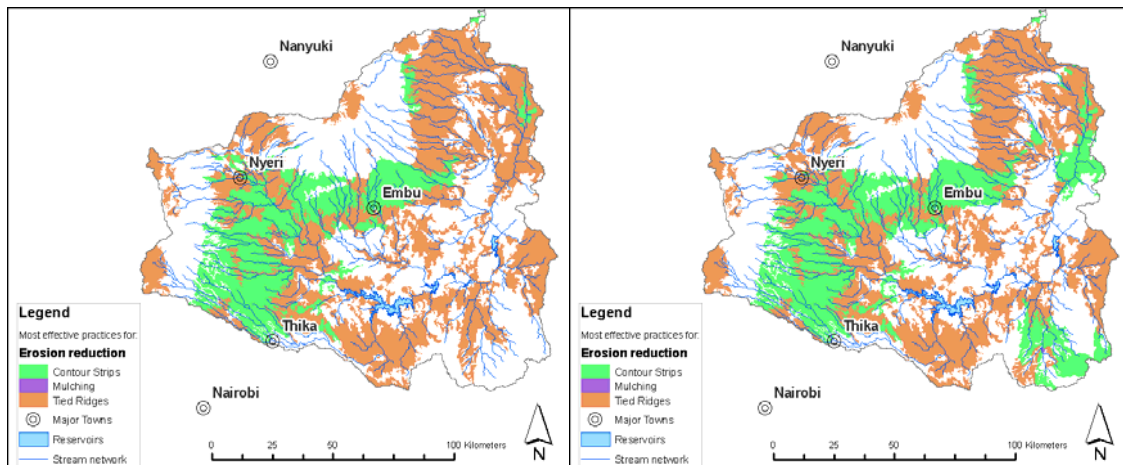 Nanyuki
Nyeri
Embu
Thika
Nairobi
Legend
Most effective practices for:
Erosion reduction
Contour Strips
Mulching
Tied Ridges
Major Towns
Reservoirs
Stream network
0 25 50 100 Kilometers
N
Nanyuki
Nyeri
Embu
Thika
Nairobi
Legend
Most effective practices for:
Erosion reduction
Contour Strips
Mulching
Tied Ridges
Major Towns
Reservoirs
Stream network
0 25 50 100 Kilometers
N